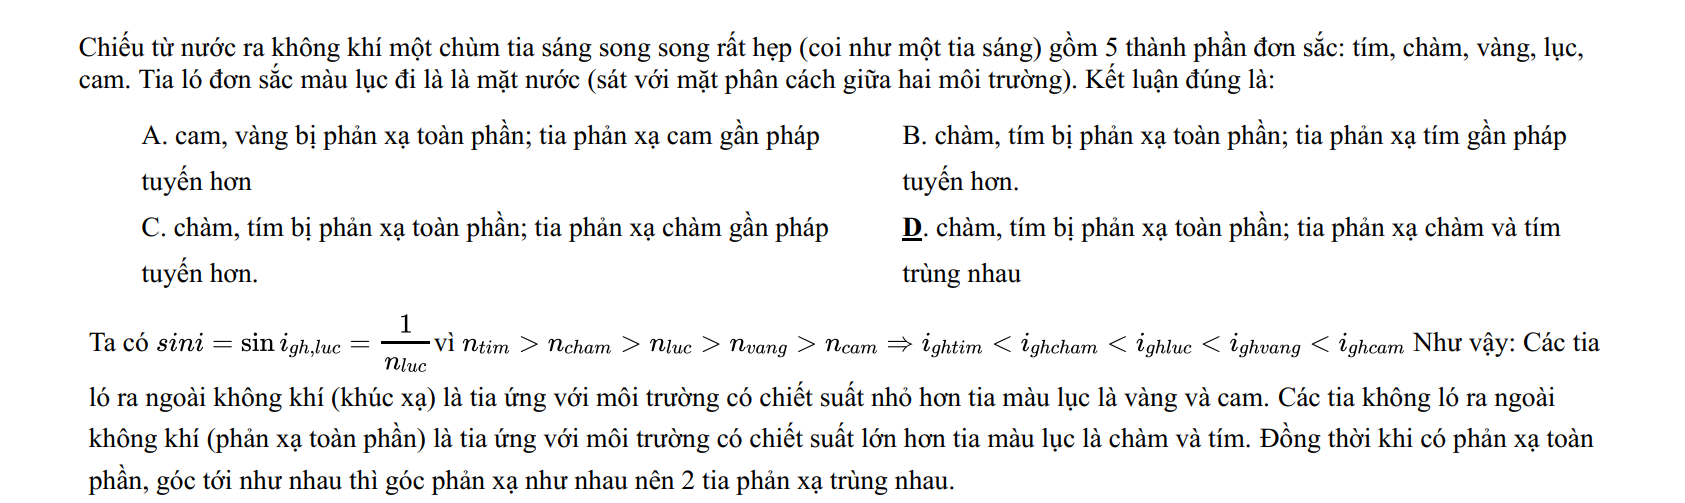 Chiếu từ nước ra không khí một chùm tia sáng song song rất hẹp (coi như một tia sáng) gồm 5 thành phần đơn sắc: tím, chàm, vàng, lục,
cam. Tia ló đơn sắc màu lục đi là là mặt nước (sát với mặt phân cách giữa hai môi trường). Kết luận đúng là:
A. cam, vàng bị phản xạ toàn phần; tia phản xạ cam gần pháp
tuyến hơn
B. chàm, tím bị phản xạ toàn phần; tia phản xạ tím gần pháp
tuyến hơn.
C. chàm, tím bị phản xạ toàn phần; tia phản xạ chàm gần pháp
tuyến hơn.
D. chàm, tím bị phản xạ toàn phần; tia phản xạ chàm và tím
trùng nhau
Ta có $sini = \sin i_{gh,luc} = \frac{1}{n_{luc}}$ vì $n_{tim} > n_{cham} > n_{luc} > n_{vang} > n_{cam} \Rightarrow i_{ghtim} < i_{ghcham} < i_{ghluc} < i_{ghvang} < i_{ghcam}$ Như vậy: Các tia
ló ra ngoài không khí (khúc xạ) là tia ứng với môi trường có chiết suất nhỏ hơn tia màu lục là vàng và cam. Các tia không ló ra ngoài
không khí (phản xạ toàn phần) là tia ứng với môi trường có chiết suất lớn hơn tia màu lục là chàm và tím. Đồng thời khi có phản xạ toàn
phần, góc tới như nhau thì góc phản xạ như nhau nên 2 tia phản xạ trùng nhau.